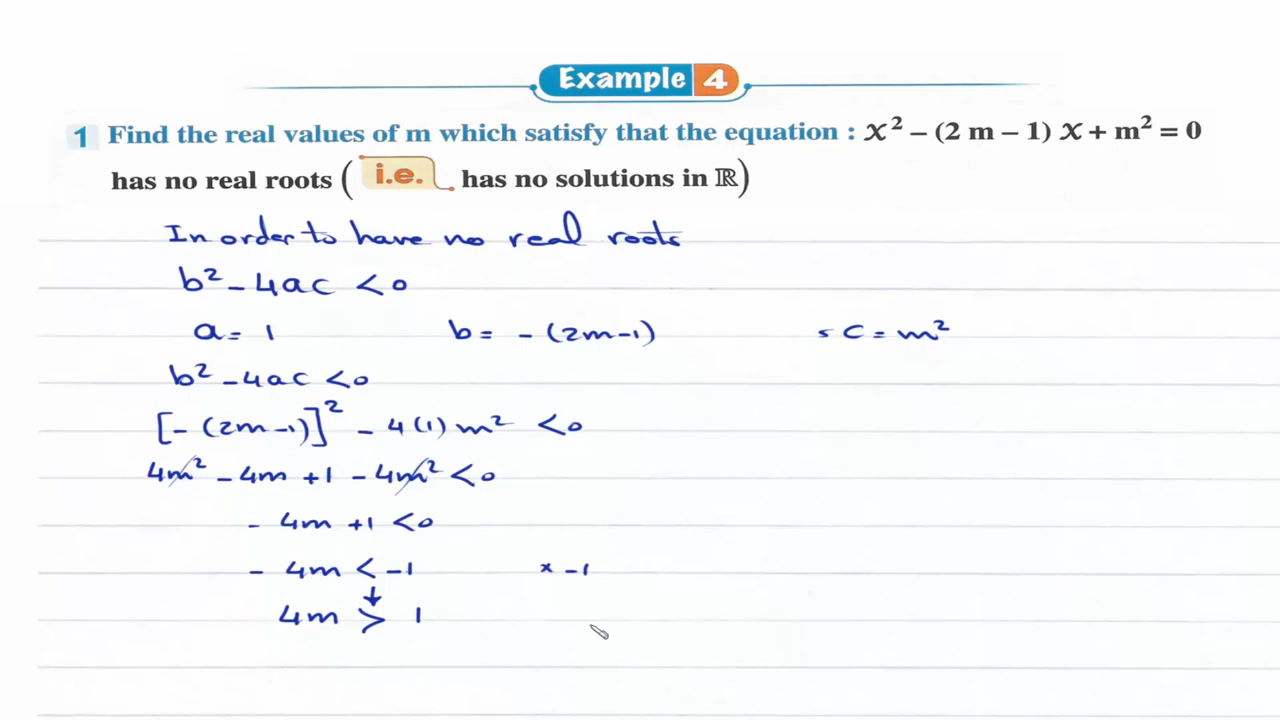 Example 4
1 Find the real values of m which satisfy that the equation : x² – (2 m – 1) x + m² = 0
has no real roots ( i.e. has no solutions in ℝ)
In order to have no real roots
b² - 4ac < 0
a = 1 b = - (2m-1) , c = m²
b² - 4ac < 0
[- (2m-1)]² - 4(1) m² < 0
4m² - 4m + 1 - 4m² < 0
- 4m + 1 < 0
- 4m < -1 × -1
4m > 1